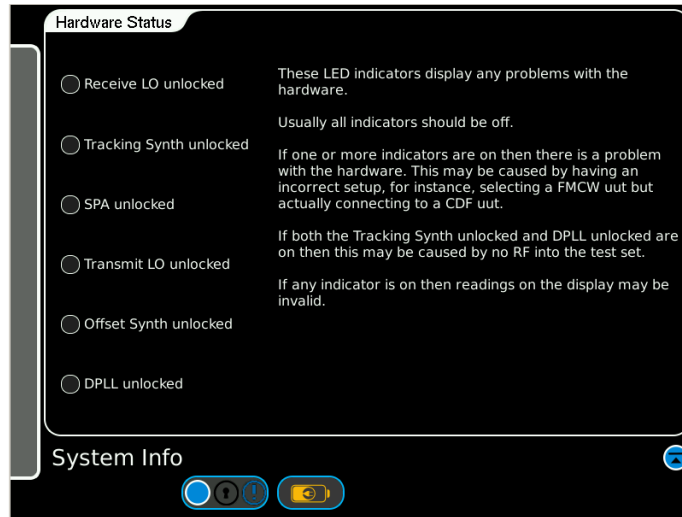 Hardware Status
Receive LO unlocked
Tracking Synth unlocked
SPA unlocked
Transmit LO unlocked
Offset Synth unlocked
DPLL unlocked
These LED indicators display any problems with the
hardware.
Usually all indicators should be off.
If one or more indicators are on then there is a problem
with the hardware. This may be caused by having an
incorrect setup, for instance, selecting a FMCW uut but
actually connecting to a CDF uut.
If both the Tracking Synth unlocked and DPLL unlocked are
on then this may be caused by no RF into the test set.
If any indicator is on then readings on the display may be
invalid.
System Info